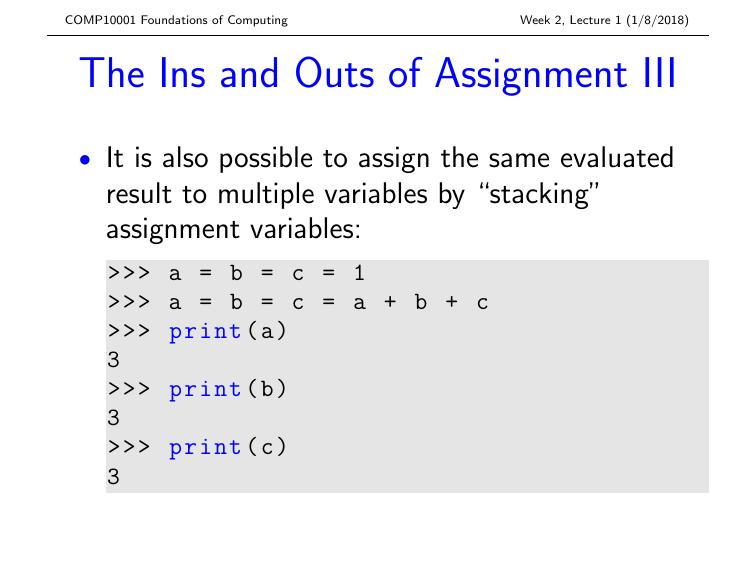 COMP10001 Foundations of Computing Week 2, Lecture 1 (1/8/2018)
The Ins and Outs of Assignment III
• It is also possible to assign the same evaluated
result to multiple variables by “stacking”
assignment variables:
>>> a = b = c = 1
>>> a = b = c = a + b + c
>>> print(a)
3
>>> print(b)
3
>>> print(c)
3